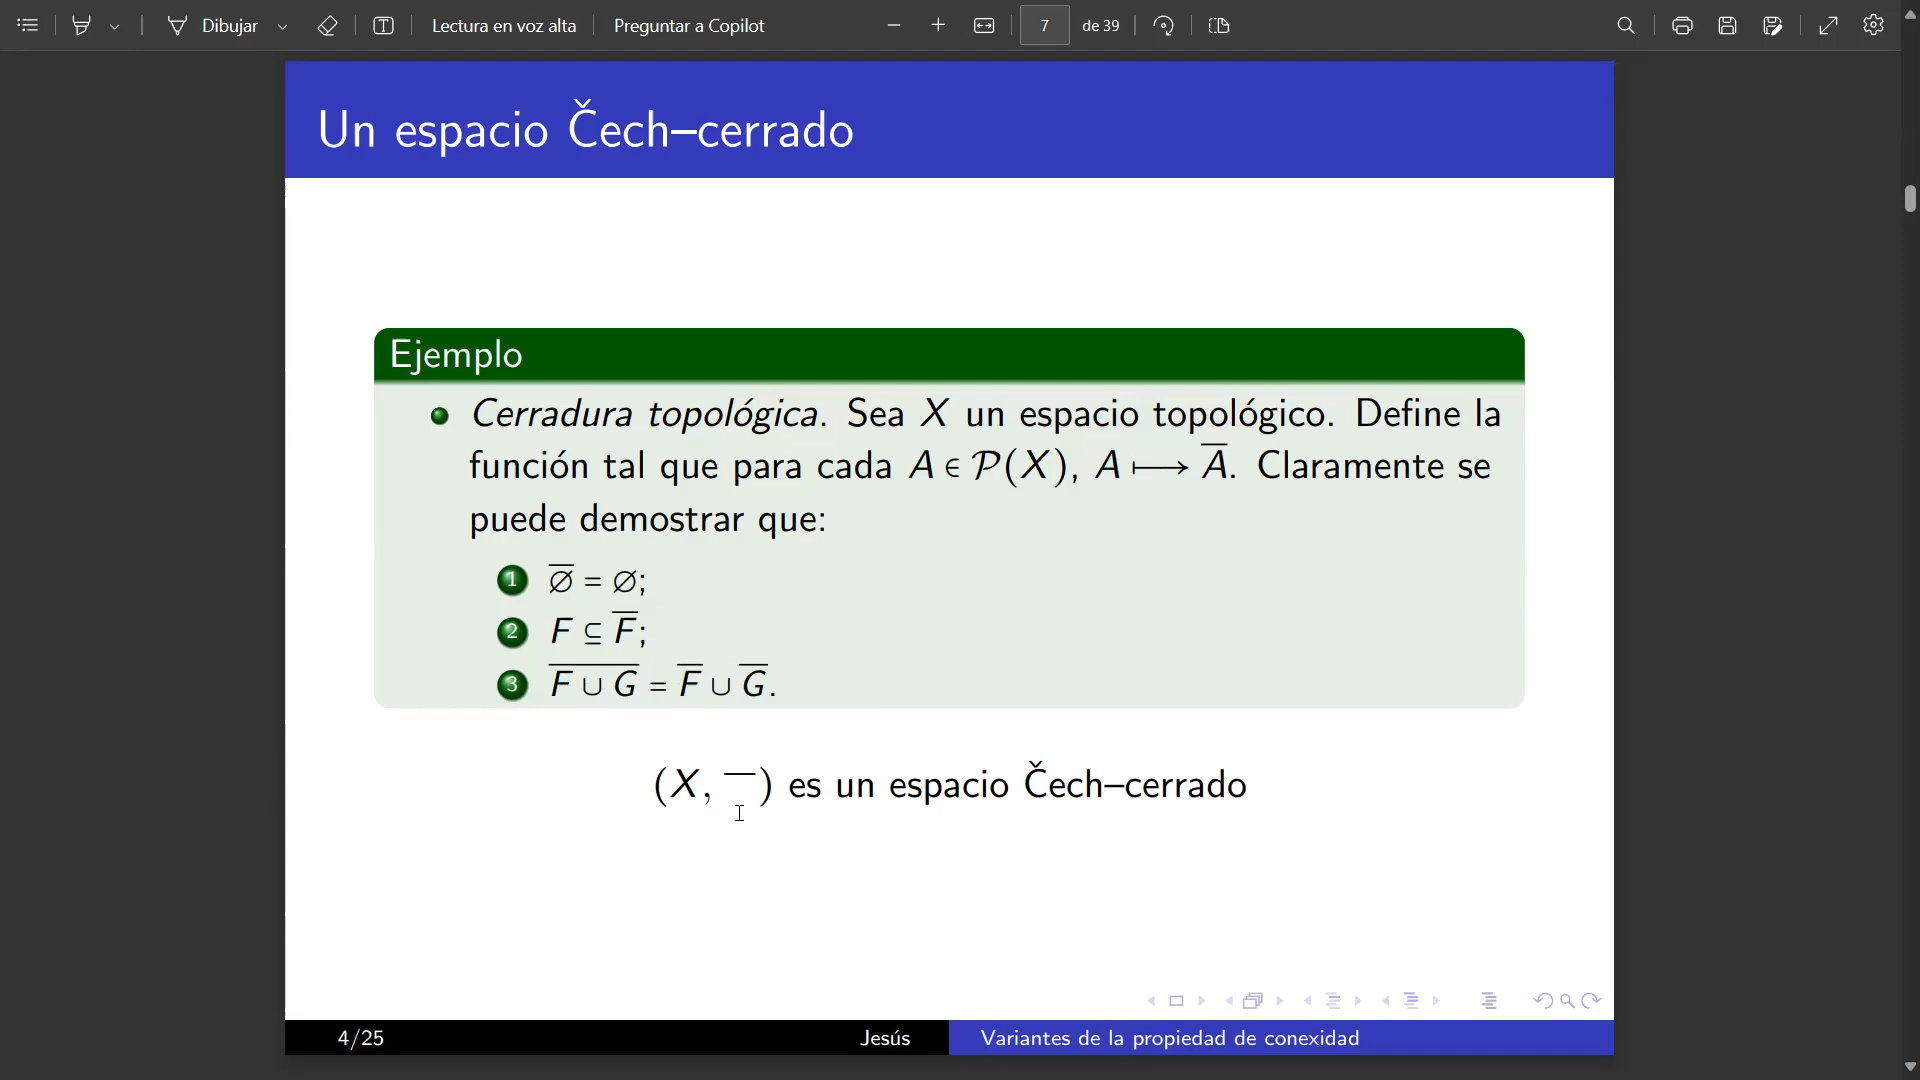 Dibujar
Lectura en voz alta
Preguntar a Copilot
7 de 39
Un espacio Čech–cerrado
Ejemplo
Cerradura topológica. Sea X un espacio topológico. Define la
función tal que para cada A ∈ 𝒫(X), A ⟼ A̅. Claramente se
puede demostrar que:
1 ∅̅ = ∅;
2 F ⊆ F̅;
3 \overline{F ∪ G} = F̅ ∪ G̅.
(X, ‾) es un espacio Čech–cerrado
4/25
Jesús
Variantes de la propiedad de conexidad